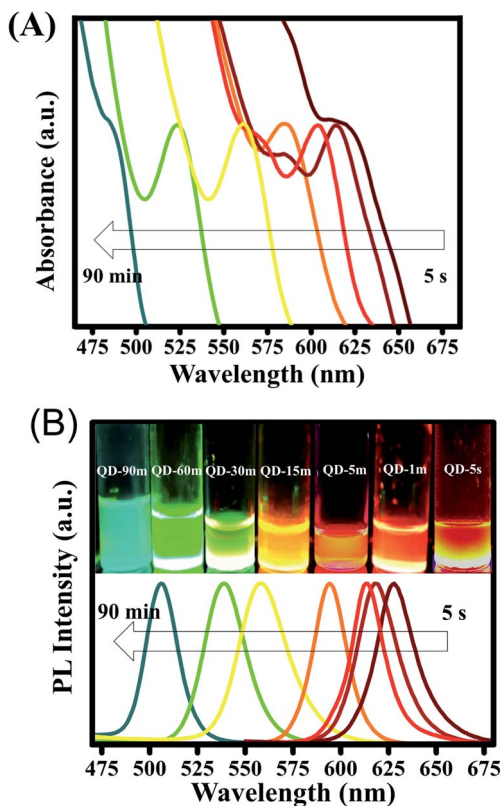 (A)
Absorbance (a.u.)
90 min
5 s
475 500 525 550 575 600 625 650 675
Wavelength (nm)
(B)
QD-90m QD-60m QD-30m QD-15m QD-5m QD-1m QD-5s
PL Intensity (a.u.)
90 min
5 s
475 500 525 550 575 600 625 650 675
Wavelength (nm)